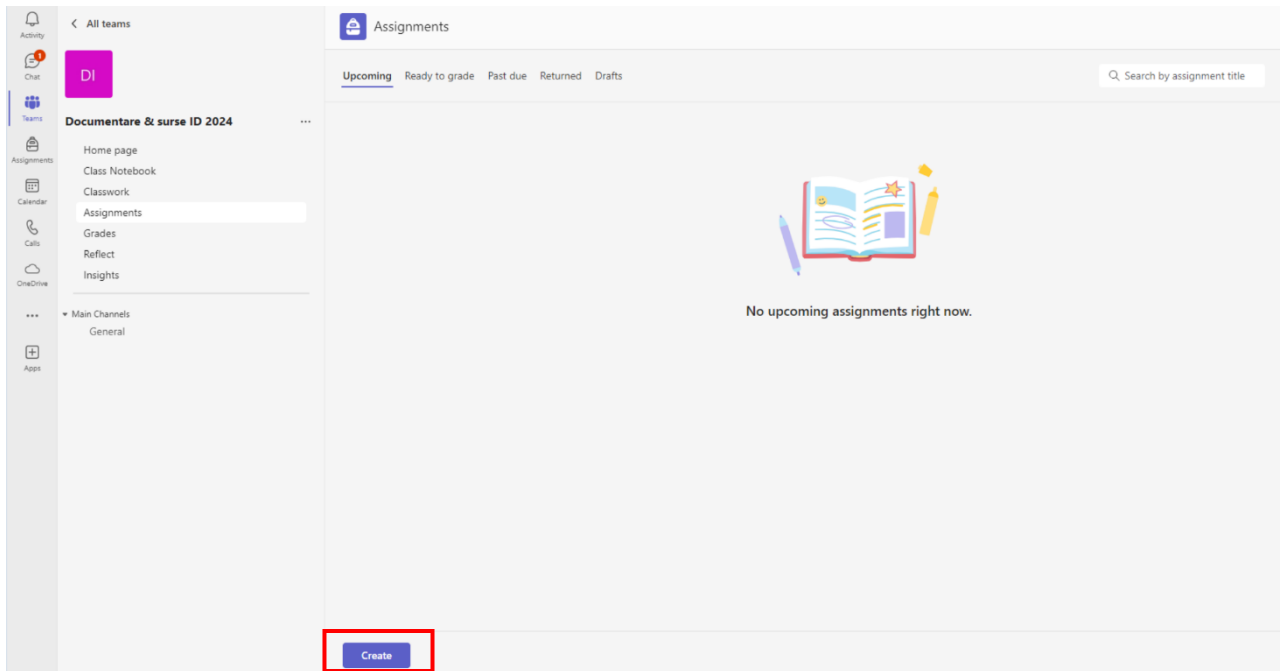 Activity
Chat
1
Teams
Assignments
Calendar
Calls
OneDrive
Apps
All teams
DI
Documentare & surse ID 2024
Home page
Class Notebook
Classwork
Assignments
Grades
Reflect
Insights
Main Channels
General
Assignments
Upcoming Ready to grade Past due Returned Drafts
Search by assignment title
No upcoming assignments right now.
Create